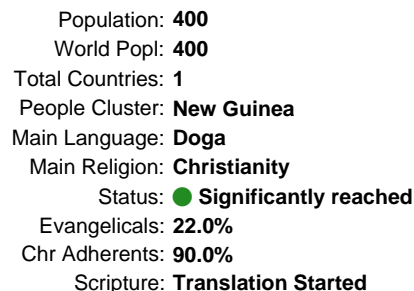 Population: 400
World Popl: 400
Total Countries: 1
People Cluster: New Guinea
Main Language: Doga
Main Religion: Christianity
Status: Significantly reached
Evangelicals: 22.0%
Chr Adherents: 90.0%
Scripture: Translation Started